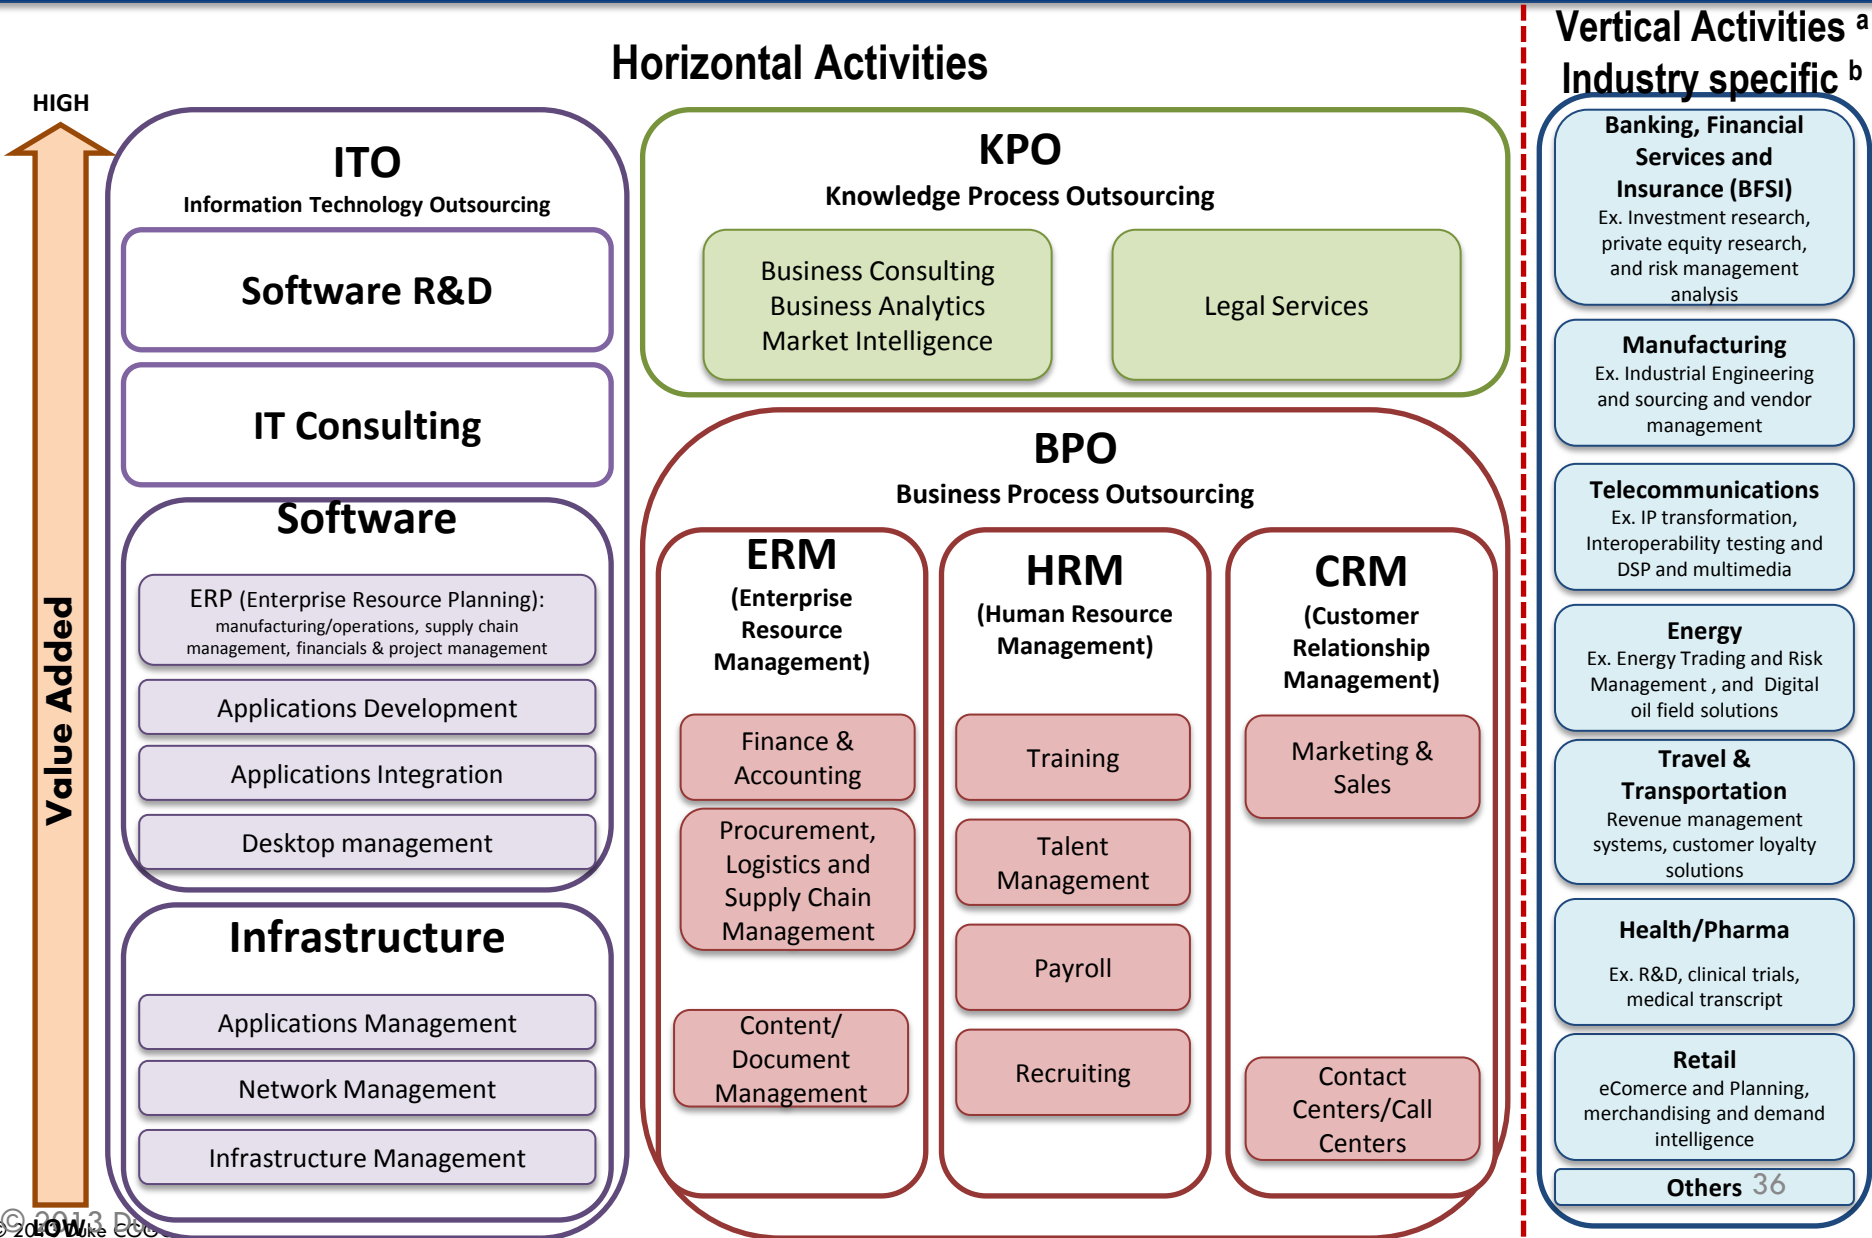 Horizontal Activities
Vertical Activities a
Industry specific b
HIGH
Value Added
LOW
ITO
Information Technology Outsourcing
Software R&D
IT Consulting
Software
ERP (Enterprise Resource Planning):
manufacturing/operations, supply chain
management, financials & project management
Applications Development
Applications Integration
Desktop management
Infrastructure
Applications Management
Network Management
Infrastructure Management
KPO
Knowledge Process Outsourcing
Business Consulting
Business Analytics
Market Intelligence
Legal Services
BPO
Business Process Outsourcing
ERM
(Enterprise
Resource
Management)
Finance &
Accounting
Procurement,
Logistics and
Supply Chain
Management
Content/
Document
Management
HRM
(Human Resource
Management)
Training
Talent
Management
Payroll
Recruiting
CRM
(Customer
Relationship
Management)
Marketing &
Sales
Contact
Centers/Call
Centers
Banking, Financial
Services and
Insurance (BFSI)
Ex. Investment research,
private equity research,
and risk management
analysis
Manufacturing
Ex. Industrial Engineering
and sourcing and vendor
management
Telecommunications
Ex. IP transformation,
Interoperability testing and
DSP and multimedia
Energy
Ex. Energy Trading and Risk
Management , and Digital
oil field solutions
Travel &
Transportation
Revenue management
systems, customer loyalty
solutions
Health/Pharma
Ex. R&D, clinical trials,
medical transcript
Retail
eComerce and Planning,
merchandising and demand
intelligence
Others
36
© 2013 Duke